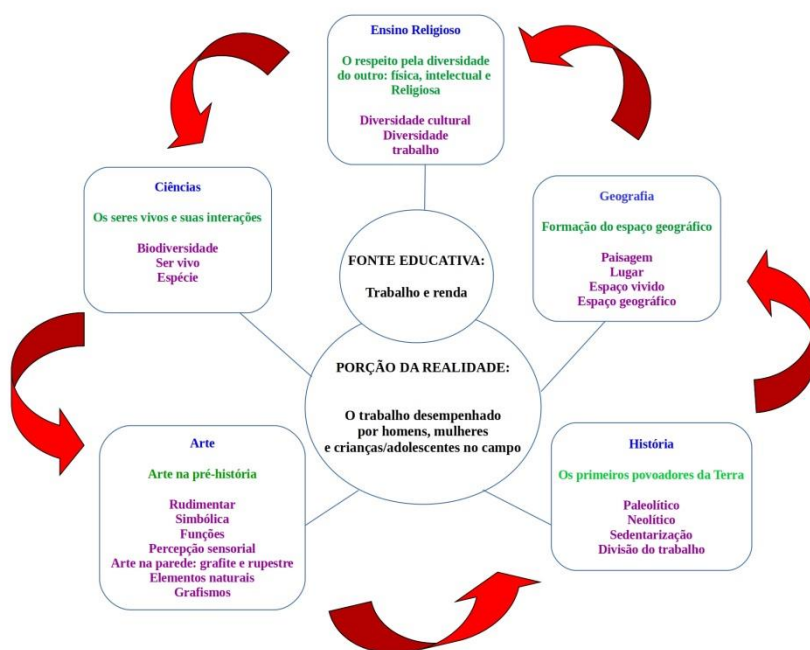 Ensino Religioso
O respeito pela diversidade
do outro: física, intelectual e
Religiosa
Diversidade cultural
Diversidade
trabalho
Ciências
Os seres vivos e suas interações
Biodiversidade
Ser vivo
Espécie
Geografia
Formação do espaço geográfico
Paisagem
Lugar
Espaço vivido
Espaço geográfico
FONTE EDUCATIVA:
Trabalho e renda
PORÇÃO DA REALIDADE:
O trabalho desempenhado
por homens, mulheres
e crianças/adolescentes no campo
Arte
Arte na pré-história
Rudimentar
Simbólica
Funções
Percepção sensorial
Arte na parede: grafite e rupestre
Elementos naturais
Grafismos
História
Os primeiros povoadores da Terra
Paleolítico
Neolítico
Sedentarização
Divisão do trabalho